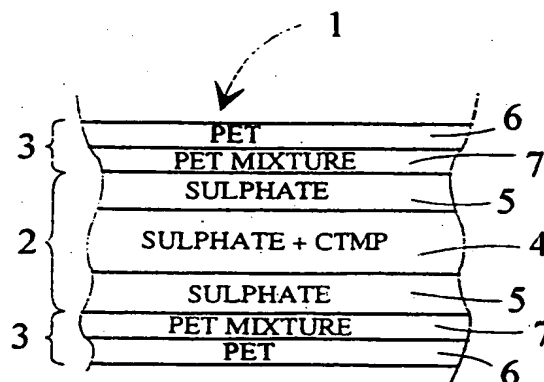 1
PET 6
3
PET MIXTURE 7
SULPHATE 5
2 SULPHATE + CTMP 4
SULPHATE 5
PET MIXTURE 7
3
PET 6